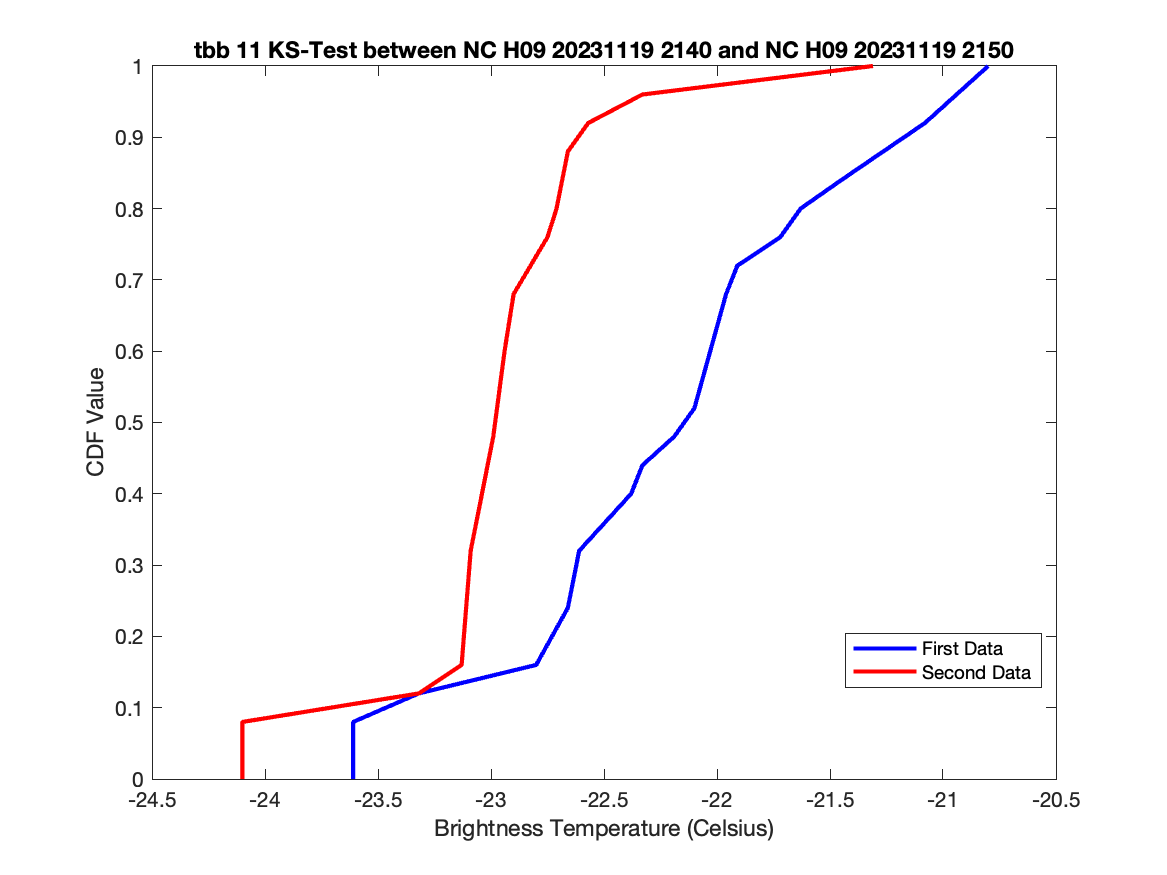 tbb 11 KS-Test between NC H09 20231119 2140 and NC H09 20231119 2150
1
0.9
0.8
0.7
0.6
0.5
0.4
0.3
0.2
0.1
0
CDF Value
First Data
Second Data
-24.5 -24 -23.5 -23 -22.5 -22 -21.5 -21 -20.5
Brightness Temperature (Celsius)